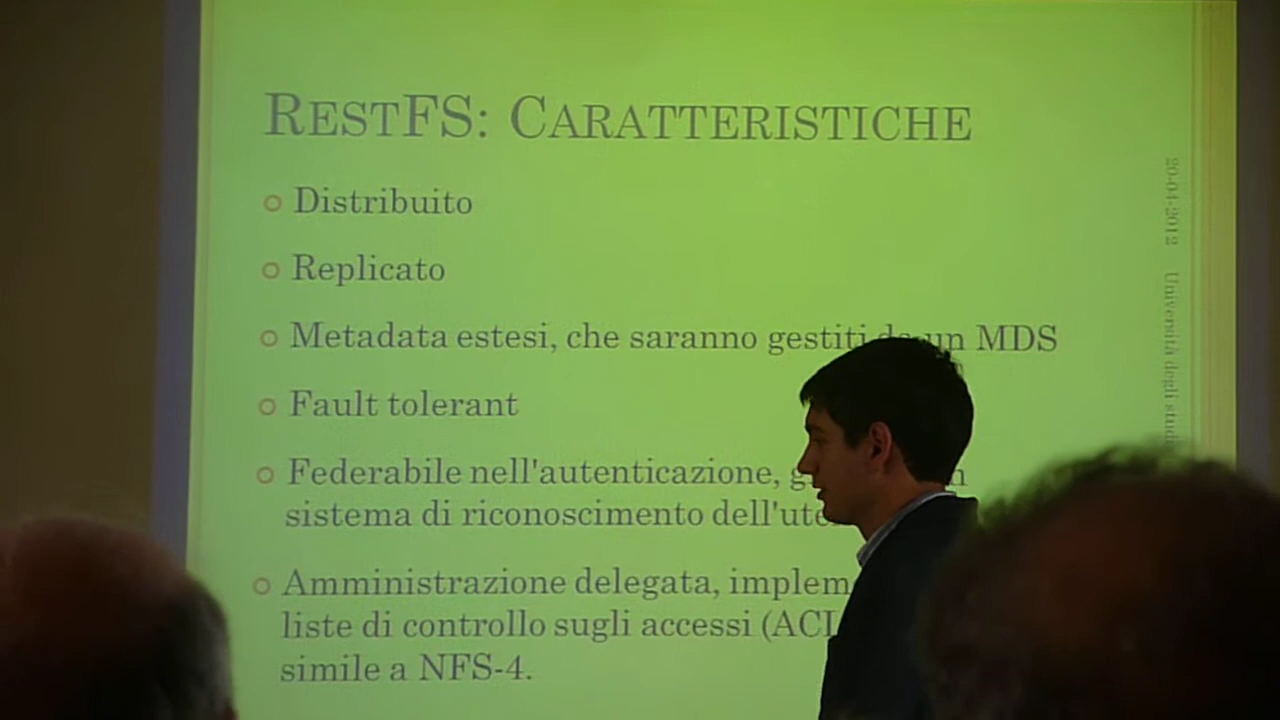 RESTFS: CARATTERISTICHE
Distribuito
Replicato
Metadata estesi, che saranno gestiti da un MDS
Fault tolerant
Federabile nell'autenticazione,
sistema di riconoscimento
Amministrazione delegata,
liste di controllo sugli accessi
simile a NFS-4.
20-04-2012 Università degli studi